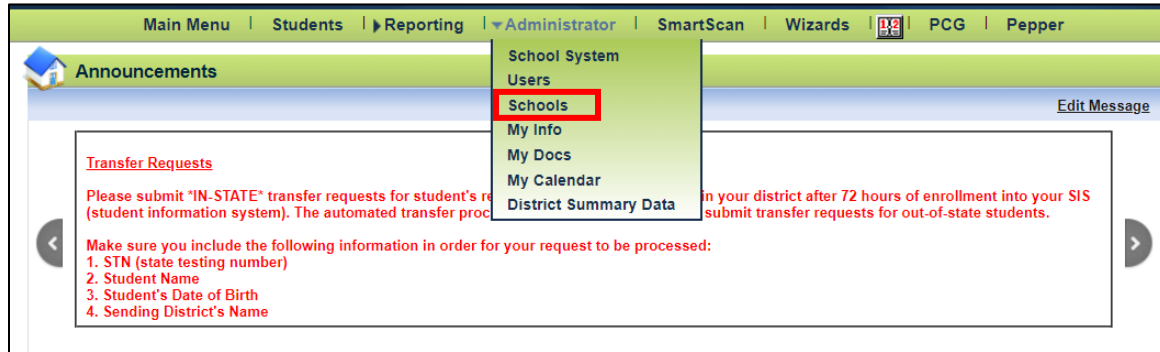 Main Menu | Students | Reporting | Administrator | SmartScan | Wizards | | PCG | Pepper
Announcements
School System
Users
Schools
My Info
My Docs
My Calendar
District Summary Data
Edit Message
Transfer Requests
Please submit *IN-STATE* transfer requests for student's in your district after 72 hours of enrollment into your SIS
(student information system). The automated transfer submit transfer requests for out-of-state students.
Make sure you include the following information in order for your request to be processed:
1. STN (state testing number)
2. Student Name
3. Student's Date of Birth
4. Sending District's Name